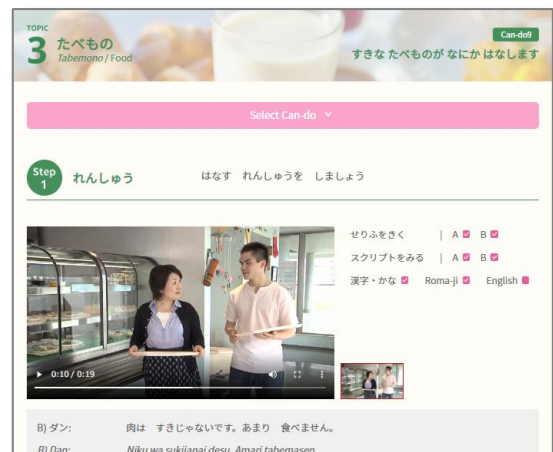 TOPIC
3 たべもの
Tabemono / Food
Can-do9
すきな たべものが なにか はなします
Select Can-do
Step
1
れんしゅう
はなす れんしゅうを しましょう
せりふをきく | A B
スクリプトをみる | A B
漢字・かな Roma-ji English
0:10 / 0:19
B) ダン: 肉は すきじゃないです。あまり 食べません。
B) Dan: Niku wa sukijanai desu. Amari tabemasen.